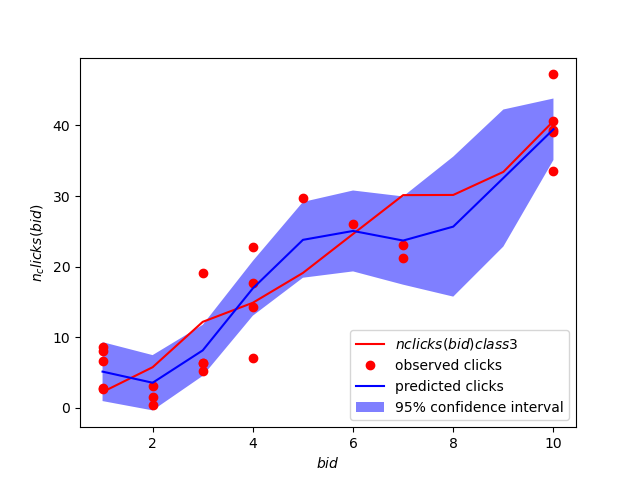 40
30
20
10
0
n_clicks(bid)
2
4
6
8
10
bid
nclicks(bid)class3
observed clicks
predicted clicks
95% confidence interval